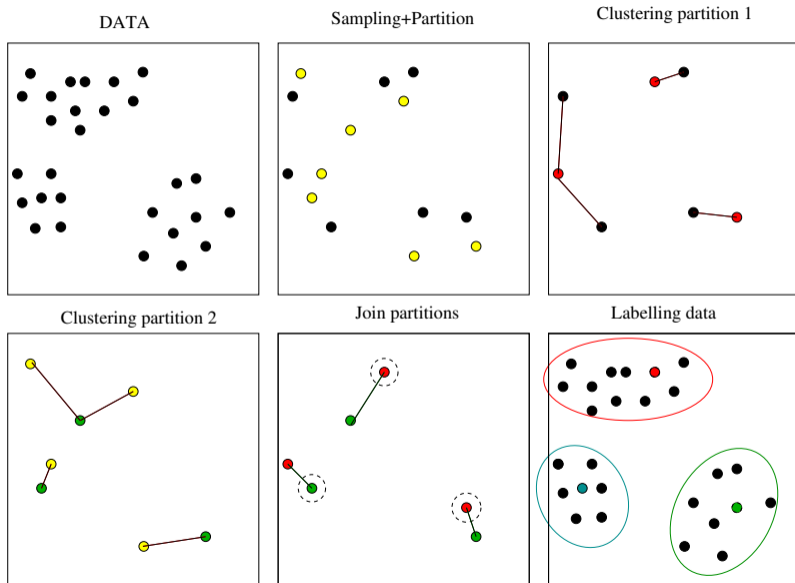 DATA
Sampling+Partition
Clustering partition 1
Clustering partition 2
Join partitions
Labelling data